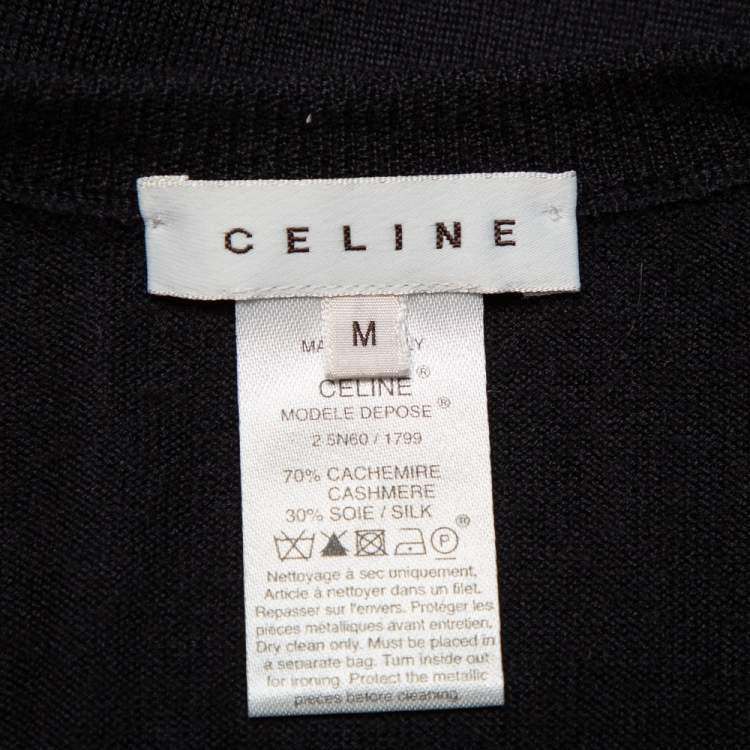 CELINE
M
CELINE®
MODELE DEPOSE®
2.5N60 / 1799
70% CACHEMIRE
CASHMERE
30% SOIE / SILK
P ®
Nettoyage à sec uniquement.
Article à nettoyer dans un filet.
Repasser sur l'envers. Protéger les
pièces métalliques avant entretien.
Dry clean only. Must be placed in
a separate bag. Turn inside out
for ironing. Protect the metallic
pieces before cleaning.